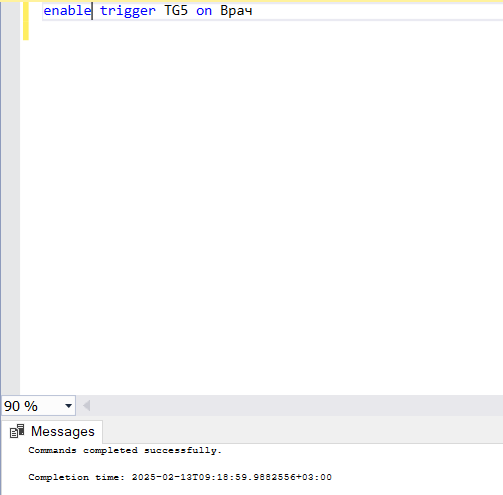 enable trigger TG5 on Врач
90 %
Messages
Commands completed successfully.
Completion time: 2025-02-13T09:18:59.9882556+03:00